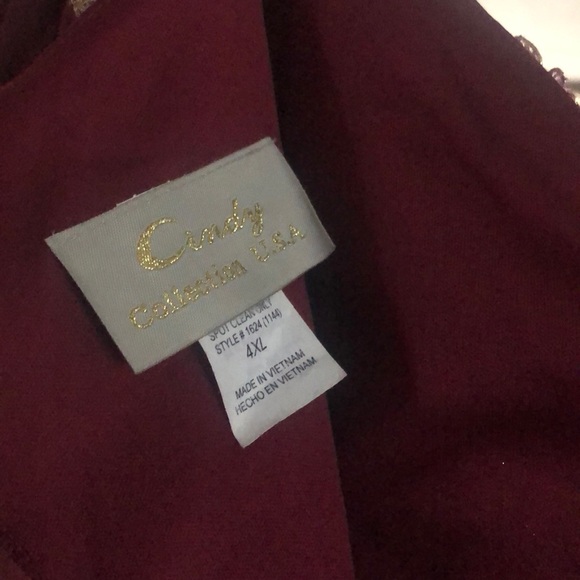 Cindy
Collection U.S.A
SPOT CLEAN ONLY
STYLE # 1624 (1144)
4XL
MADE IN VIETNAM
HECHO EN VIETNAM